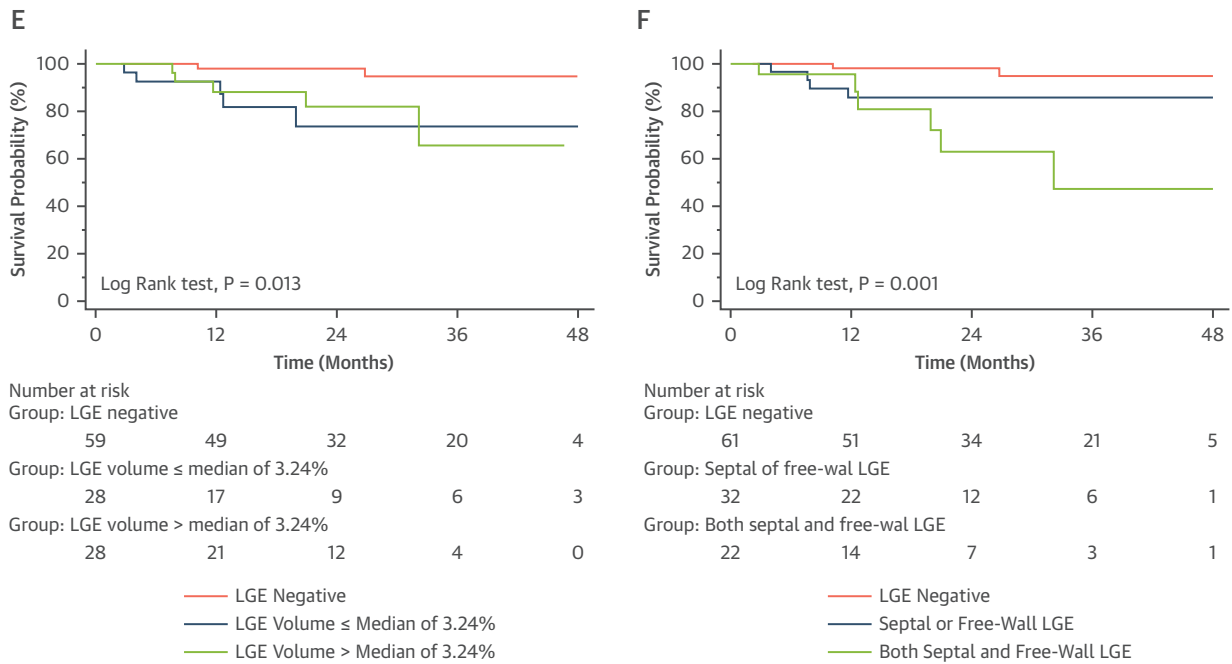 E
100
80
60
40
20
0
Survival Probability (%)
Log Rank test, P = 0.013
0 12 24 36 48
Time (Months)
Number at risk
Group: LGE negative
59 49 32 20 4
Group: LGE volume ≤ median of 3.24%
28 17 9 6 3
Group: LGE volume > median of 3.24%
28 21 12 4 0
LGE Negative
LGE Volume ≤ Median of 3.24%
LGE Volume > Median of 3.24%
F
100
80
60
40
20
0
Survival Probability (%)
Log Rank test, P = 0.001
0 12 24 36 48
Time (Months)
Number at risk
Group: LGE negative
61 51 34 21 5
Group: Septal of free-wal LGE
32 22 12 6 1
Group: Both septal and free-wal LGE
22 14 7 3 1
LGE Negative
Septal or Free-Wall LGE
Both Septal and Free-Wall LGE